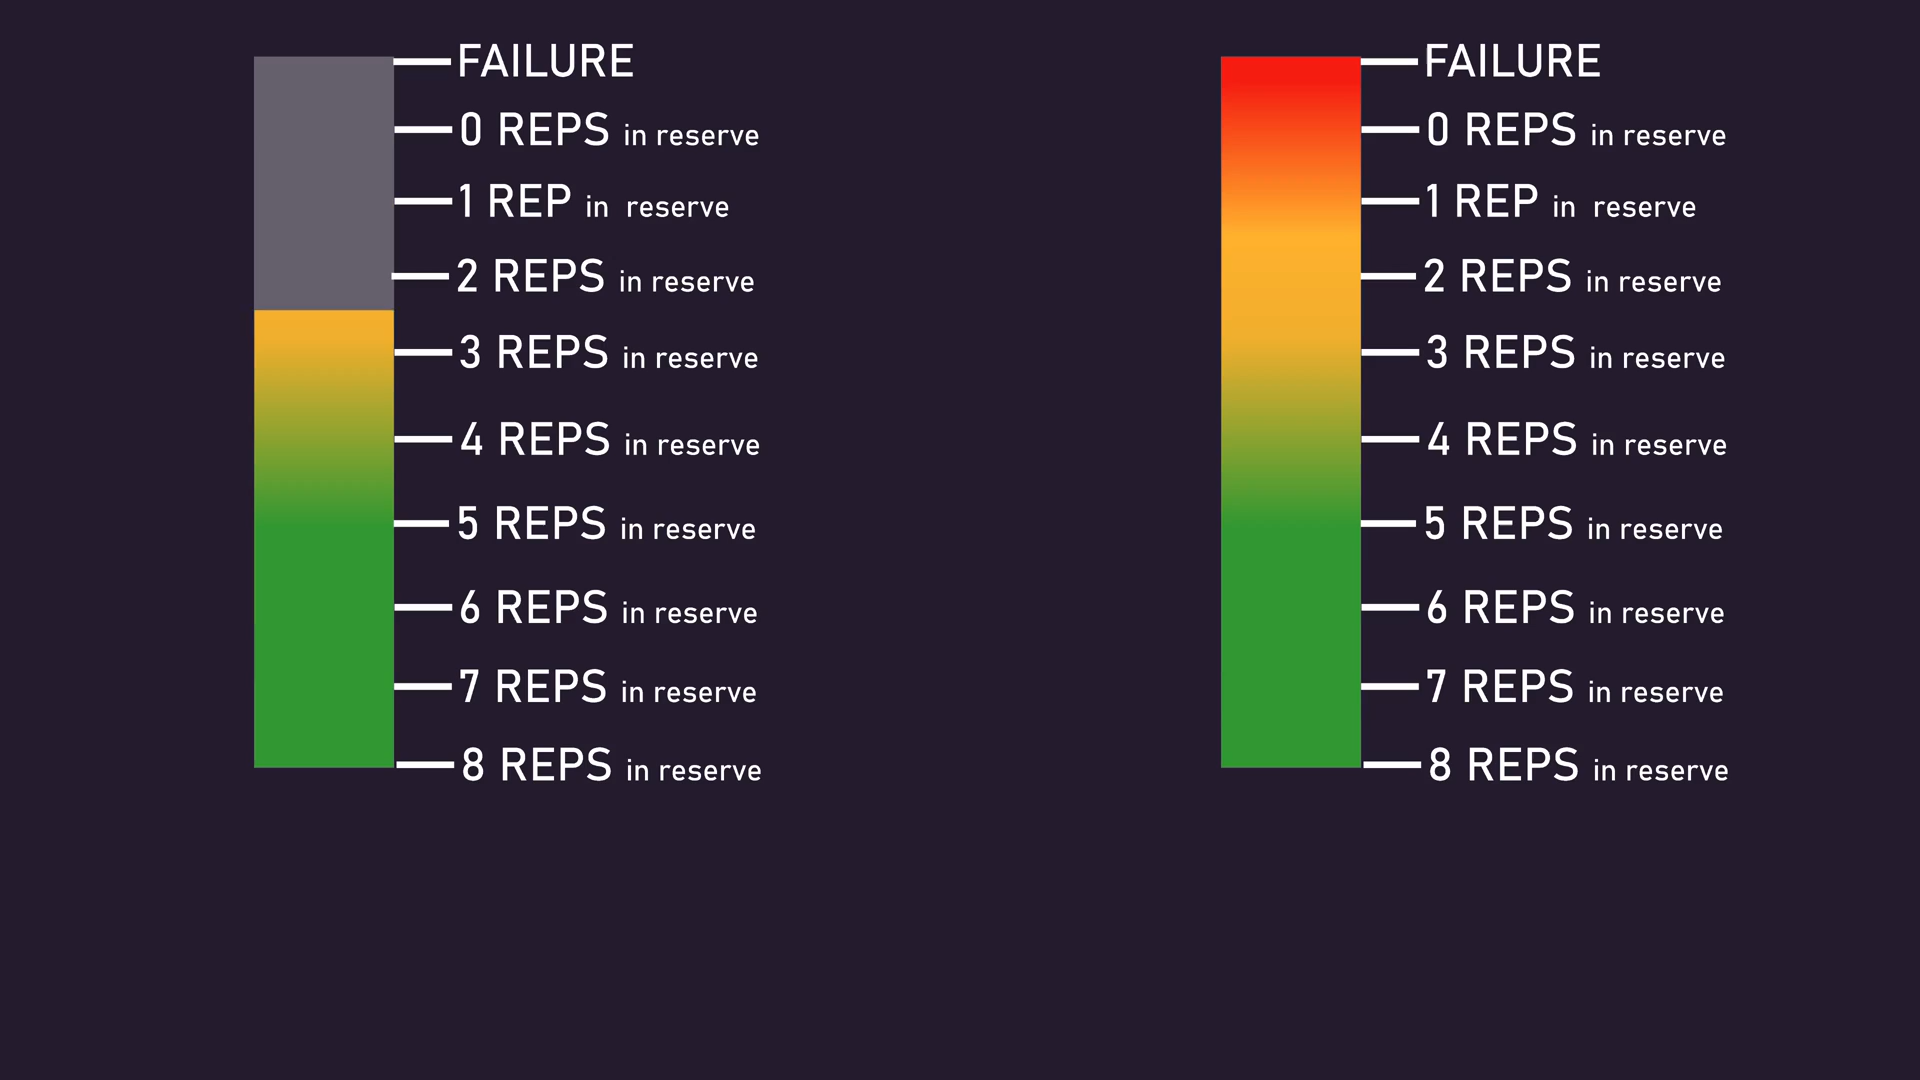 FAILURE
0 REPS in reserve
1 REP in reserve
2 REPS in reserve
3 REPS in reserve
4 REPS in reserve
5 REPS in reserve
6 REPS in reserve
7 REPS in reserve
8 REPS in reserve
FAILURE
0 REPS in reserve
1 REP in reserve
2 REPS in reserve
3 REPS in reserve
4 REPS in reserve
5 REPS in reserve
6 REPS in reserve
7 REPS in reserve
8 REPS in reserve